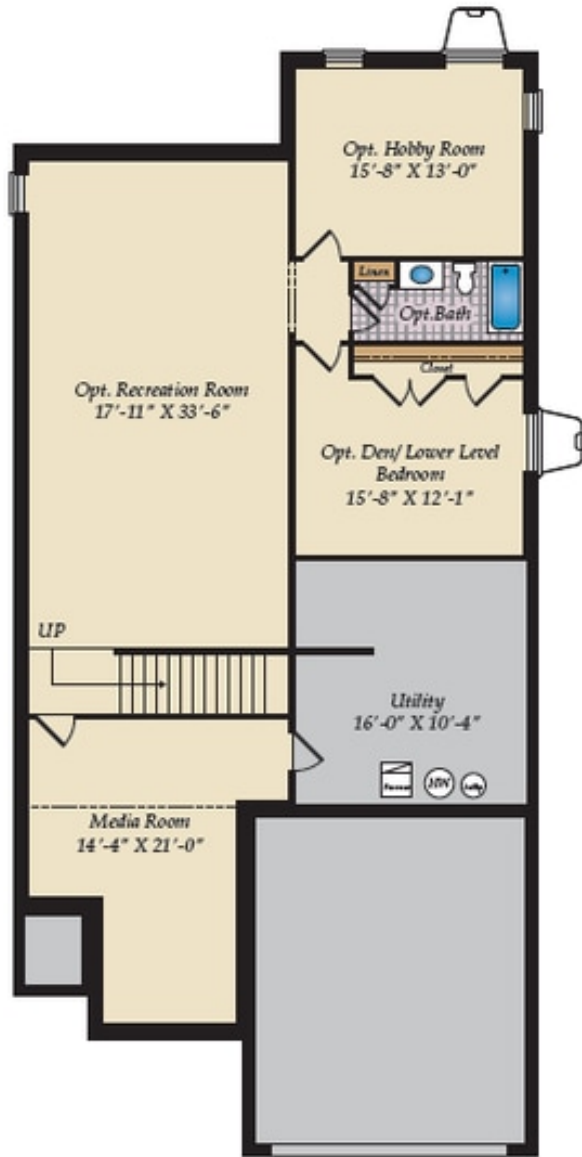 Opt. Hobby Room
15'-8" X 13'-0"
Linen
Opt.Bath
Closet
Opt. Recreation Room
17'-11" X 33'-6"
Opt. Den/ Lower Level
Bedroom
15'-8" X 12'-1"
UP
Utility
16'-0" X 10'-4"
Media Room
14'-4" X 21'-0"